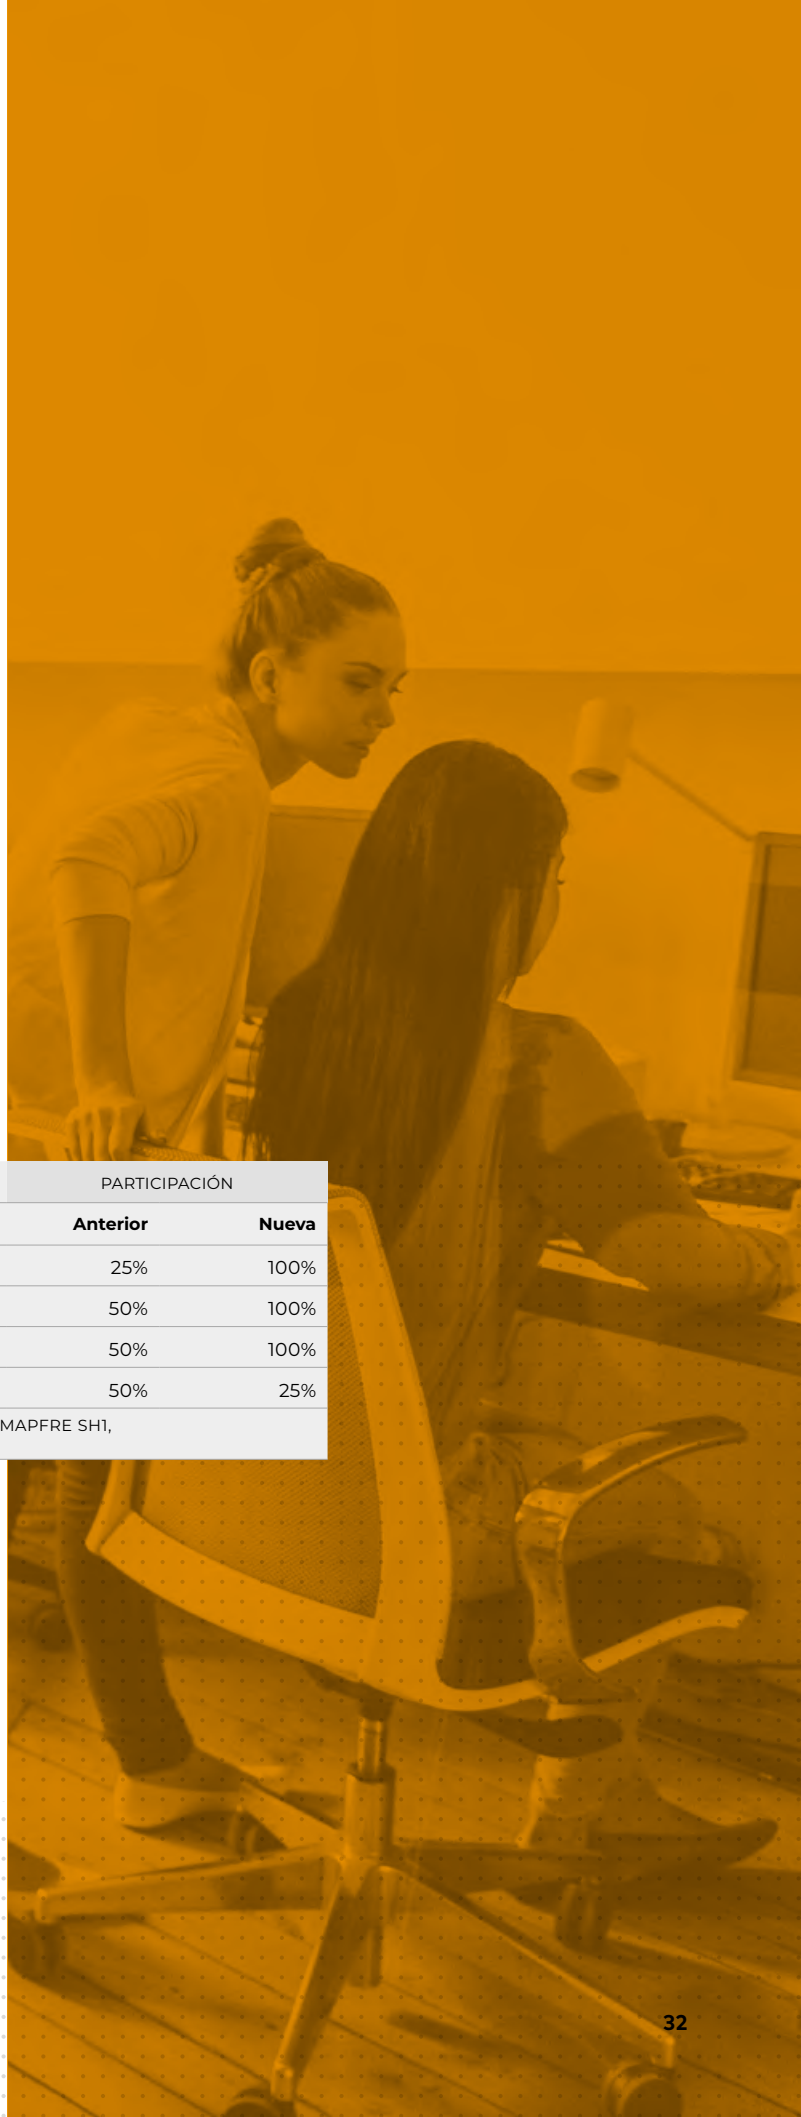 PARTICIPACIÓN
Anterior Nueva
25% 100%
50% 100%
50% 100%
50% 25%
MAPFRE SH1,
32